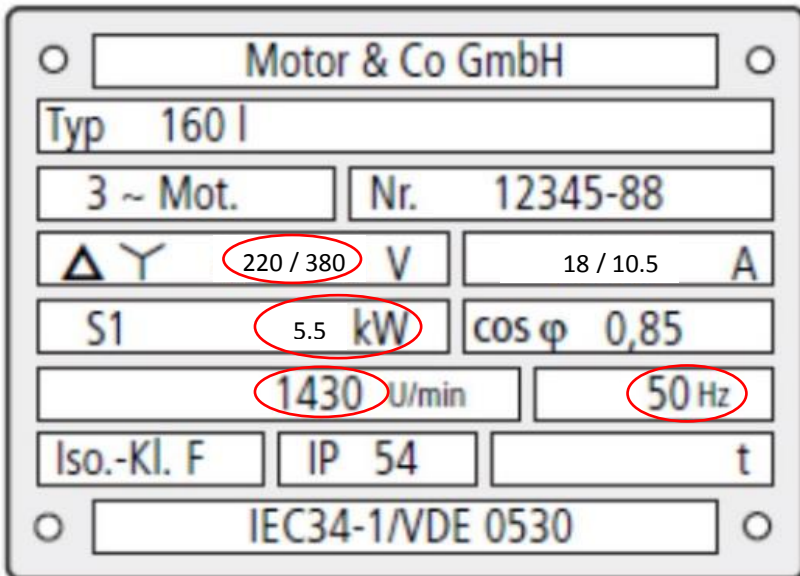 Motor & Co GmbH
Typ 160 l
3 ~ Mot. Nr. 12345-88
Δ Y 220 / 380 V 18 / 10.5 A
S1 5.5 kW cos φ 0,85
1430 U/min 50 Hz
Iso.-Kl. F IP 54 t
IEC34-1/VDE 0530